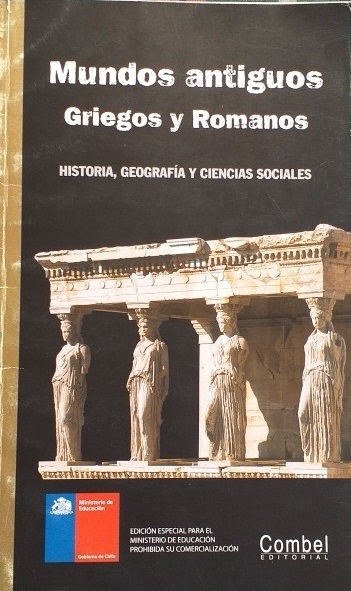 Mundos antiguos
Griegos y Romanos
HISTORIA, GEOGRAFÍA Y CIENCIAS SOCIALES
Ministerio de
Educación
Gobierno de Chile
EDICIÓN ESPECIAL PARA EL
MINISTERIO DE EDUCACIÓN
PROHIBIDA SU COMERCIALIZACIÓN
Combel
EDITORIAL